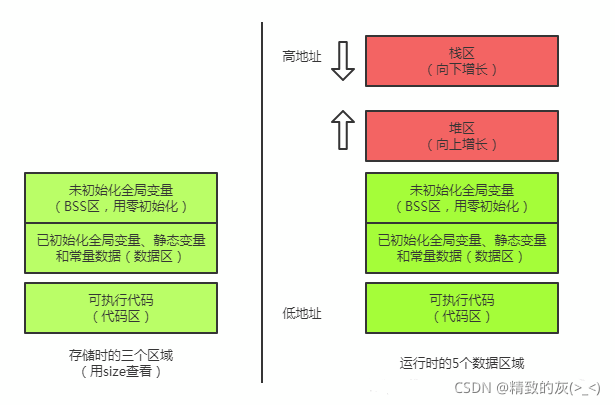 未初始化全局变量
（BSS区，用零初始化）
已初始化全局变量、静态变量
和常量数据（数据区）
可执行代码
（代码区）
存储时的三个区域
（用size查看）
高地址
栈区
（向下增长）
堆区
（向上增长）
未初始化全局变量
（BSS区，用零初始化）
已初始化全局变量、静态变量
和常量数据（数据区）
低地址
可执行代码
（代码区）
运行时的5个数据区域
CSDN @精致的灰(>_<)